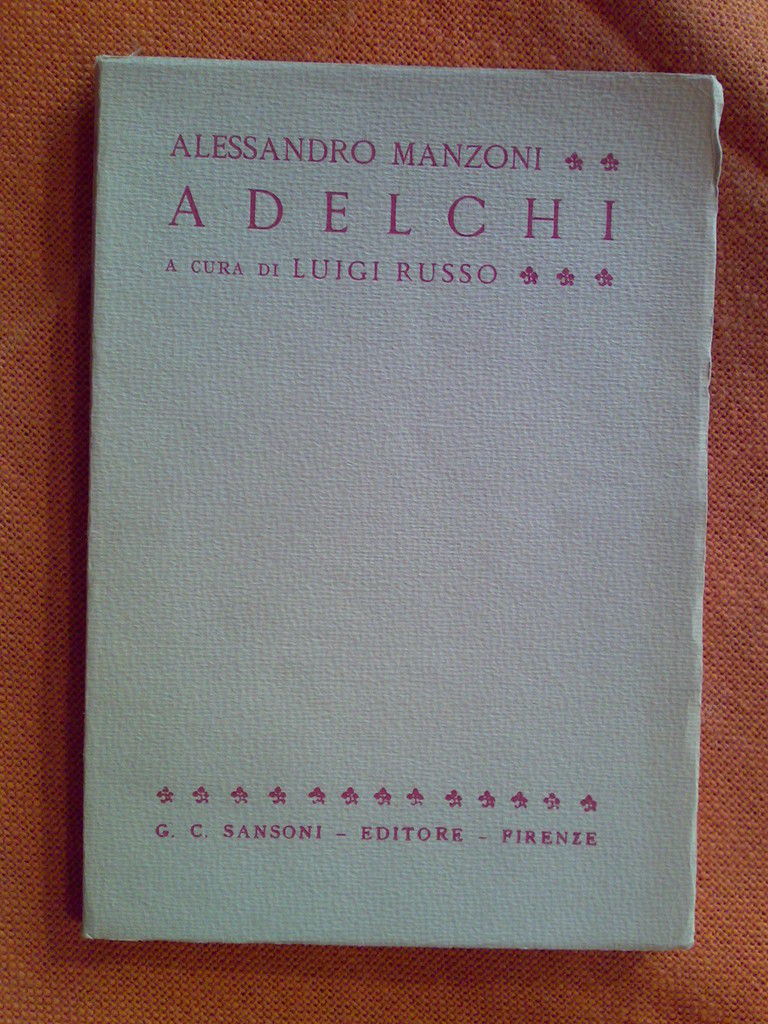 ALESSANDRO MANZONI
ADELCHI
A CURA DI LUIGI RUSSO
G. C. SANSONI - EDITORE - FIRENZE